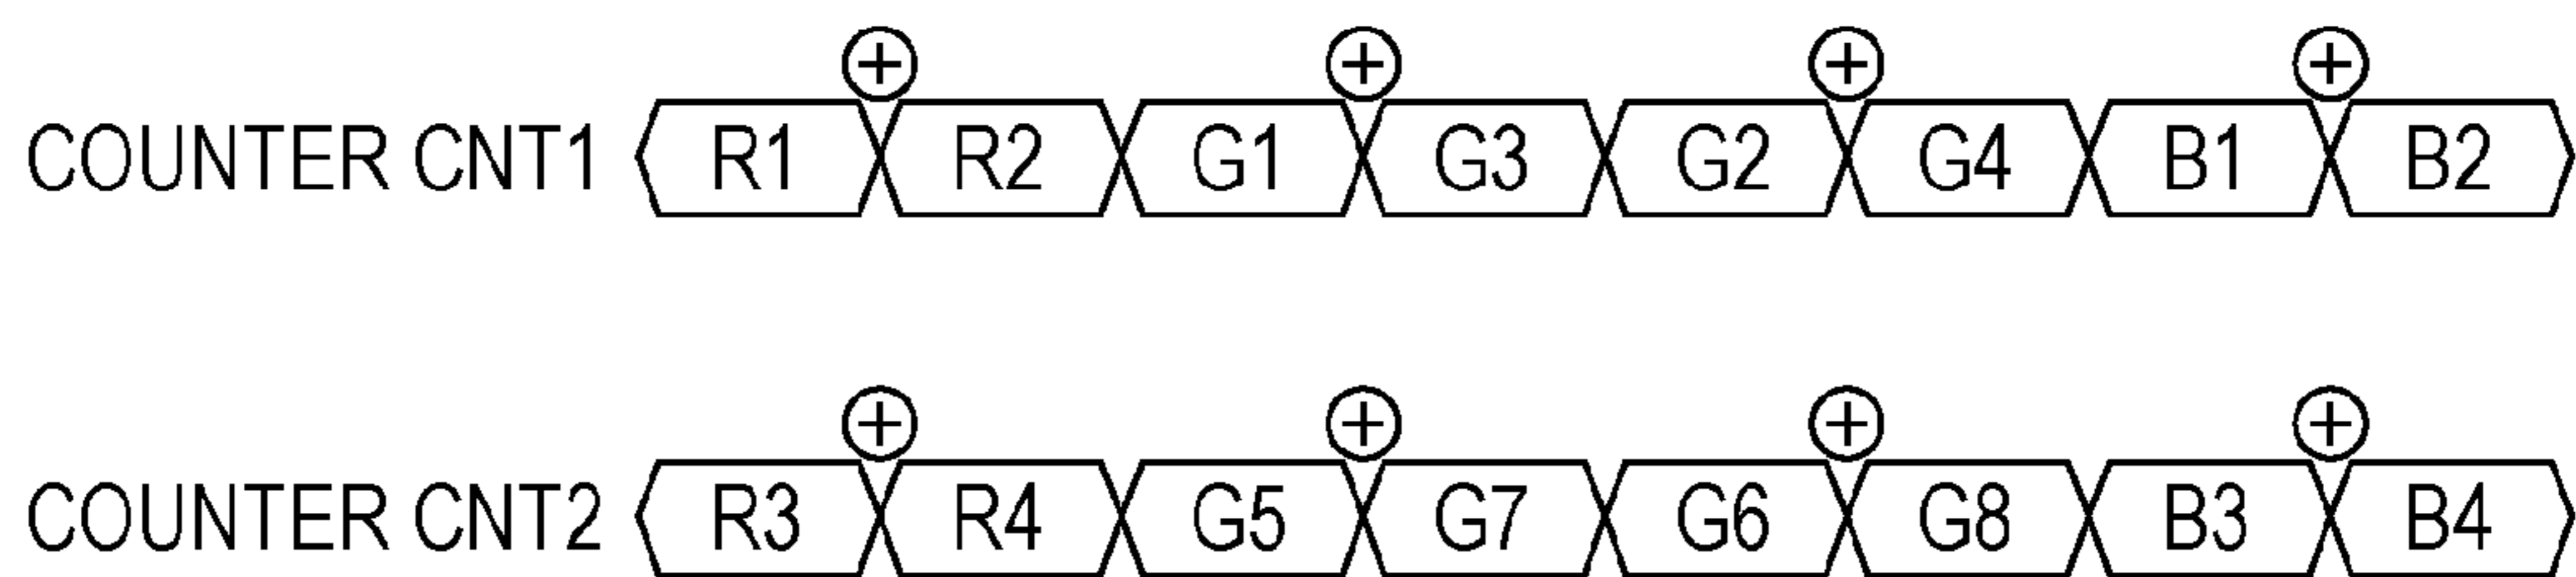 + + + +
COUNTER CNT1 R1 R2 G1 G3 G2 G4 B1 B2
+ + + +
COUNTER CNT2 R3 R4 G5 G7 G6 G8 B3 B4